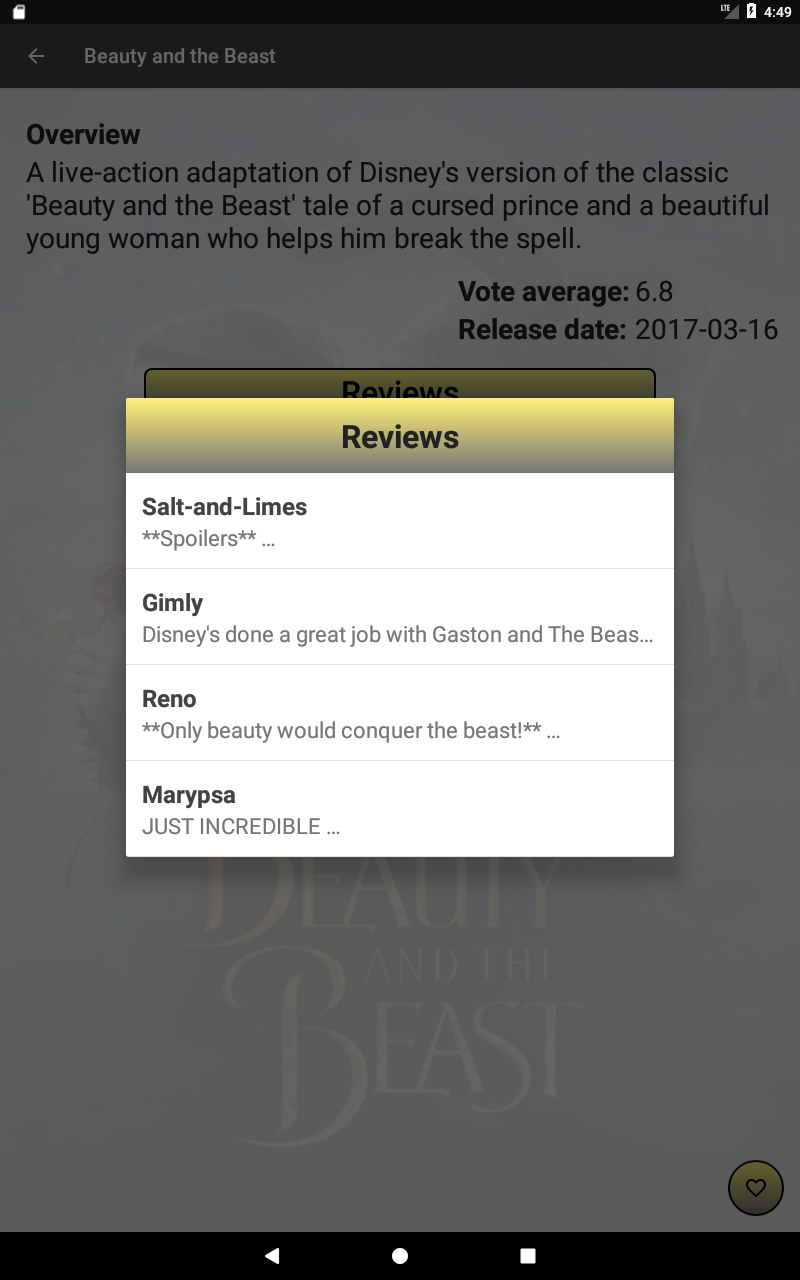 LTE 4:49
Beauty and the Beast
Overview
A live-action adaptation of Disney's version of the classic
'Beauty and the Beast' tale of a cursed prince and a beautiful
young woman who helps him break the spell.
Vote average: 6.8
Release date: 2017-03-16
Reviews
Reviews
Salt-and-Limes
**Spoilers** …
Gimly
Disney's done a great job with Gaston and The Beas…
Reno
**Only beauty would conquer the beast!** …
Marypsa
JUST INCREDIBLE …
BEAUTY
AND THE
BEAST